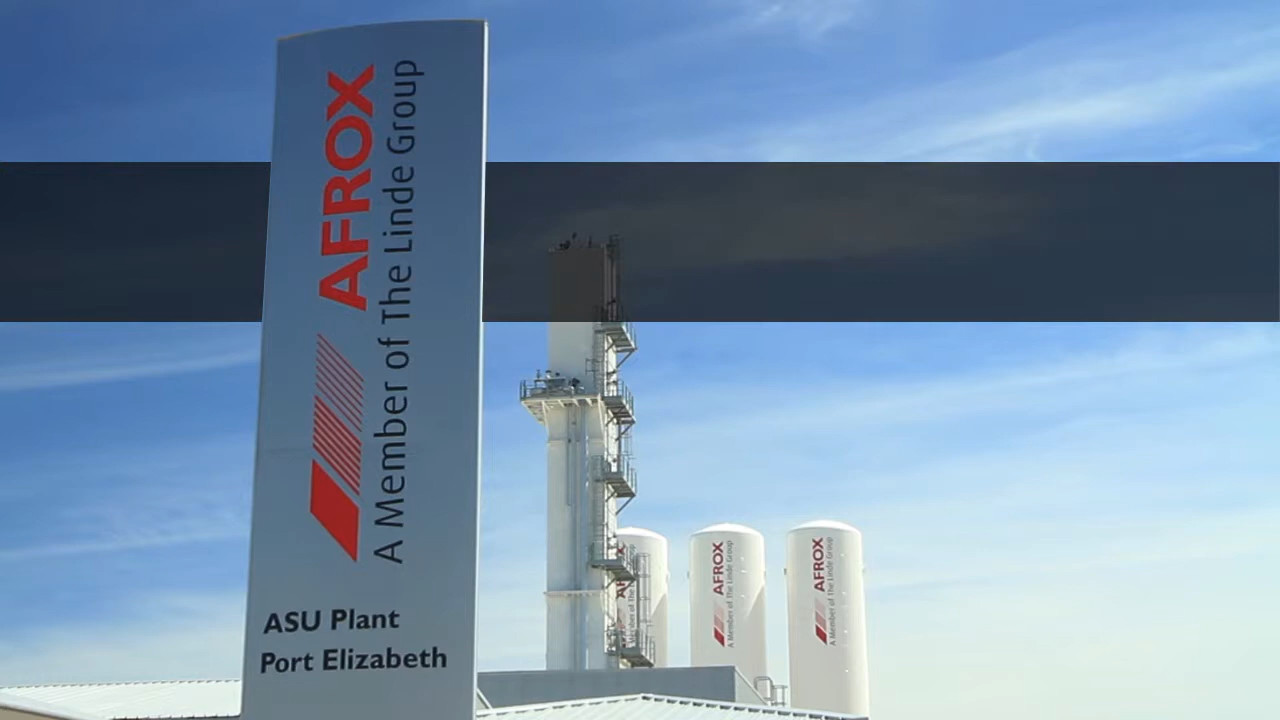 AFROX
A Member of The Linde Group
ASU Plant
Port Elizabeth
AFROX
A Member of The Linde Group
AFROX
A Member of The Linde Group